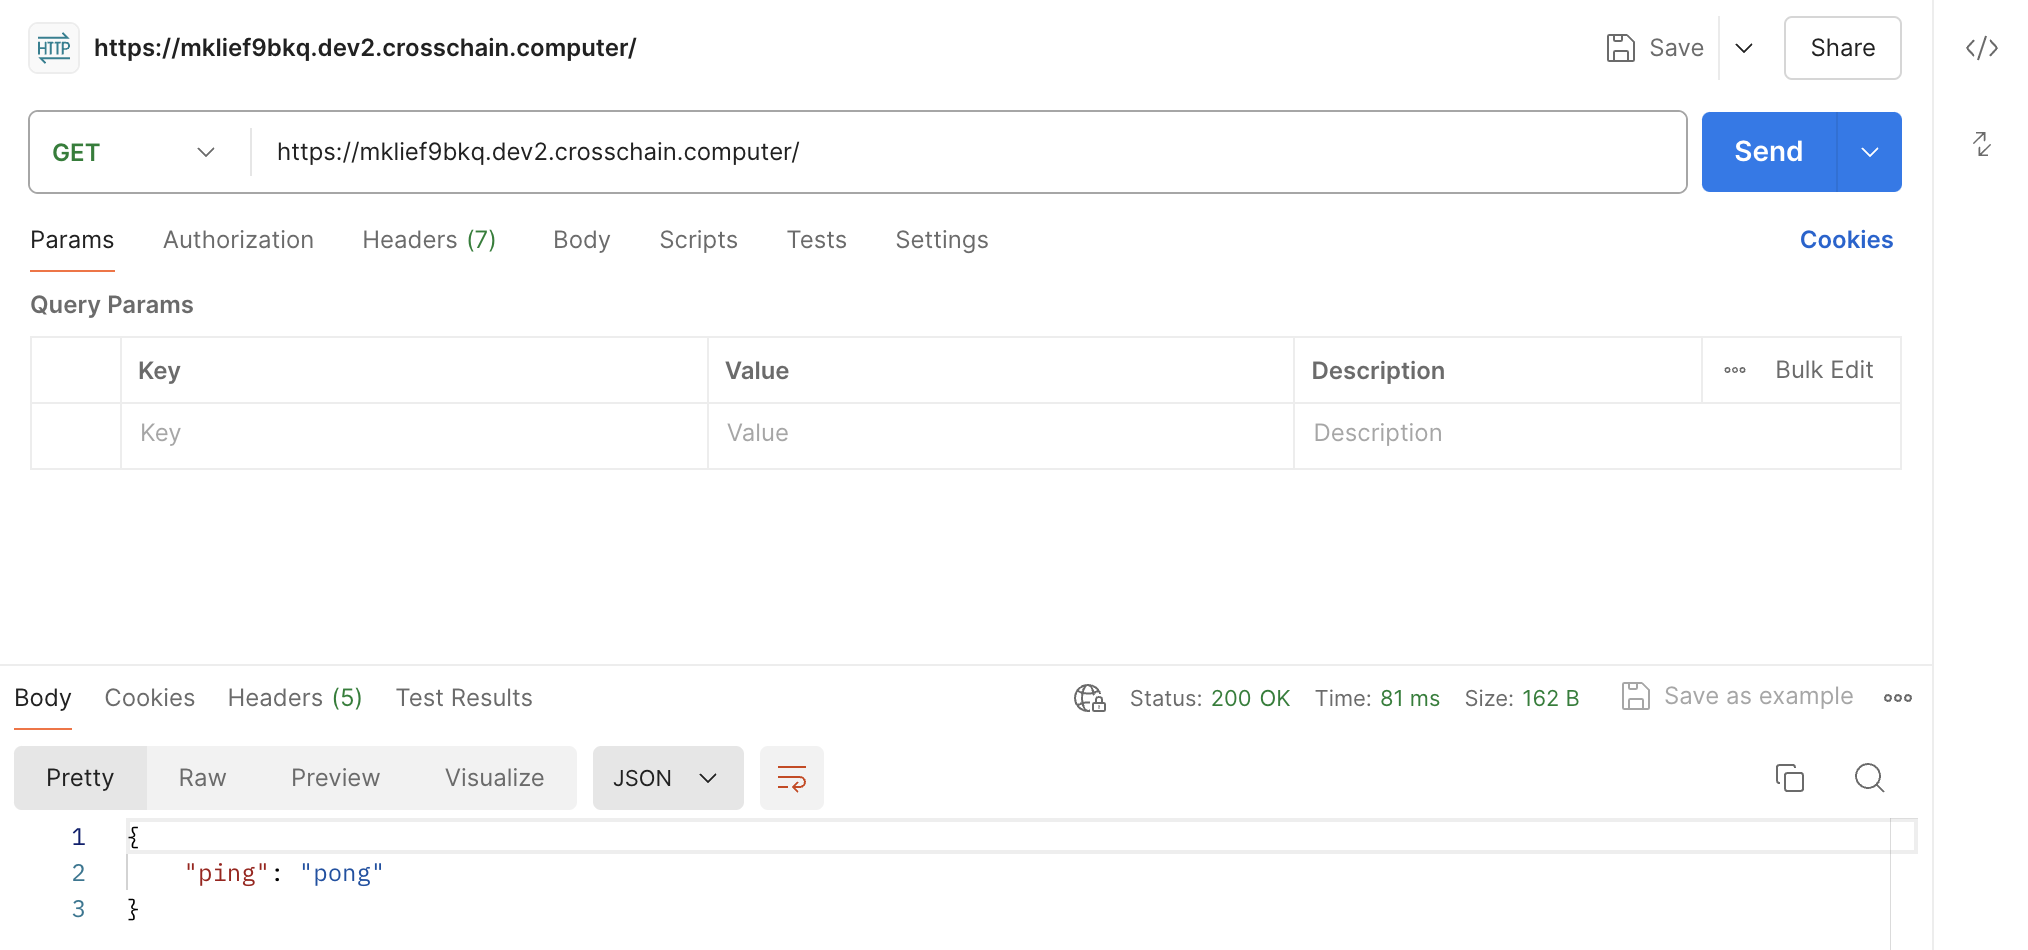 HTTP https://mklief9bkq.dev2.crosschain.computer/ Save Share
GET https://mklief9bkq.dev2.crosschain.computer/ Send
Params Authorization Headers (7) Body Scripts Tests Settings Cookies
Query Params
Key Value Description Bulk Edit
Key Value Description
Body Cookies Headers (5) Test Results Status: 200 OK Time: 81 ms Size: 162 B Save as example
Pretty Raw Preview Visualize JSON
1 {
2 "ping": "pong"
3 }